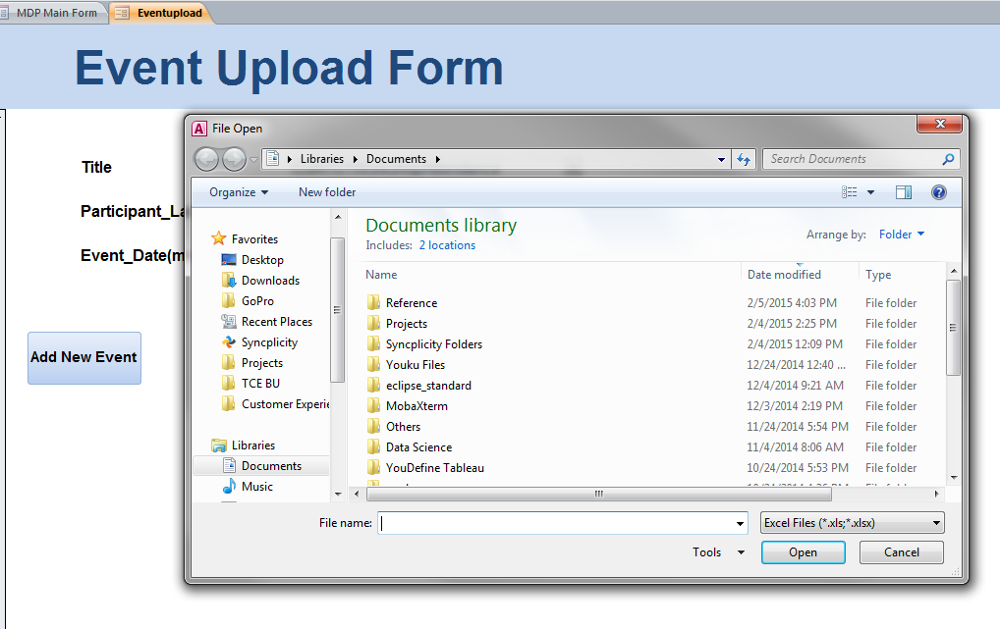 MDP Main Form Eventupload
Event Upload Form
File Open
Libraries Documents
Search Documents
Organize New folder
Title
Participant_La
Event_Date(m
Add New Event
Favorites
Desktop
Downloads
GoPro
Recent Places
Syncplicity
Projects
TCE BU
Customer Experie
Libraries
Documents
Music
Documents library
Includes: 2 locations
Arrange by: Folder
Name Date modified Type
Reference 2/5/2015 4:03 PM File folder
Projects 2/4/2015 2:25 PM File folder
Syncplicity Folders 2/4/2015 12:09 PM File folder
Youku Files 12/24/2014 12:40 ... File folder
eclipse_standard 12/4/2014 9:21 AM File folder
MobaXterm 12/3/2014 2:19 PM File folder
Others 11/24/2014 5:54 PM File folder
Data Science 11/4/2014 8:06 AM File folder
YouDefine Tableau 10/24/2014 5:53 PM File folder
File name: Excel Files (*.xls;*.xlsx)
Tools Open Cancel